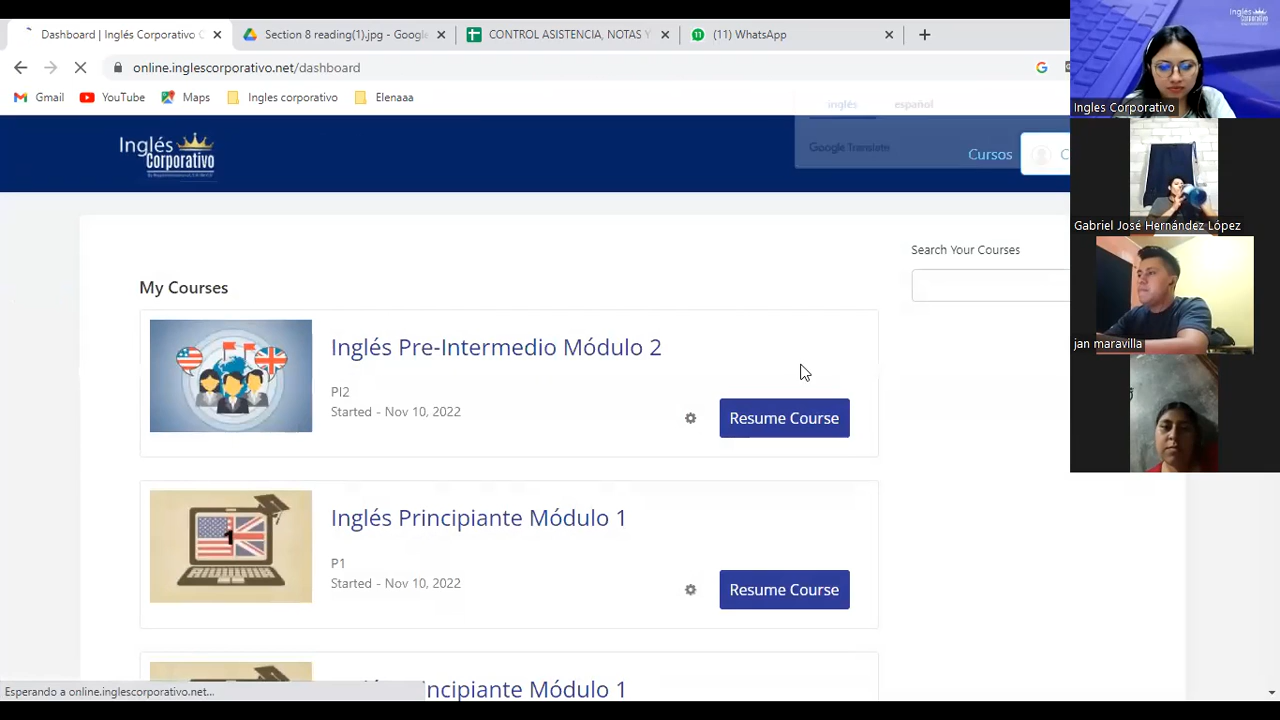 Dashboard | Inglés Corporativo C
Section 8 reading(1).jpg - Google
CONTROL ASISTENCIA, NOTAS Y
(11) WhatsApp
online.inglescorporativo.net/dashboard
Gmail
YouTube
Maps
Ingles corporativo
Elenaaa
inglés
español
Google Translate
Inglés
Corporativo
Cursos
C
Search Your Courses
My Courses
Inglés Pre-Intermedio Módulo 2
PI2
Started - Nov 10, 2022
Resume Course
Inglés Principiante Módulo 1
P1
Started - Nov 10, 2022
Resume Course
ncipiante Módulo 1
Esperando a online.inglescorporativo.net...
Inglés
Corporativo
Ingles Corporativo
Gabriel José Hernández López
jan maravilla